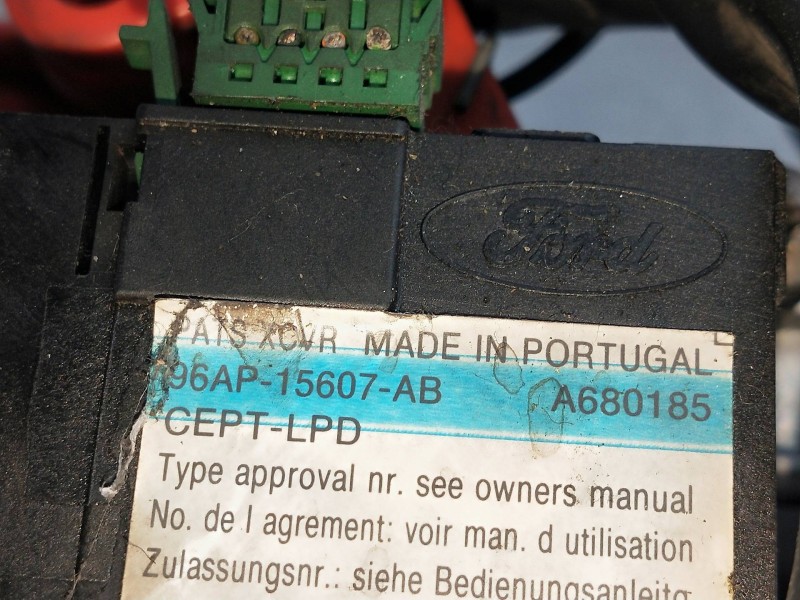 Ford
PATS XCVR MADE IN PORTUGAL
96AP-15607-AB A680185
CEPT-LPD
Type approval nr. see owners manual
No. de l agrement: voir man. d utilisation
Zulassungsnr.: siehe Bedienungsanleitg